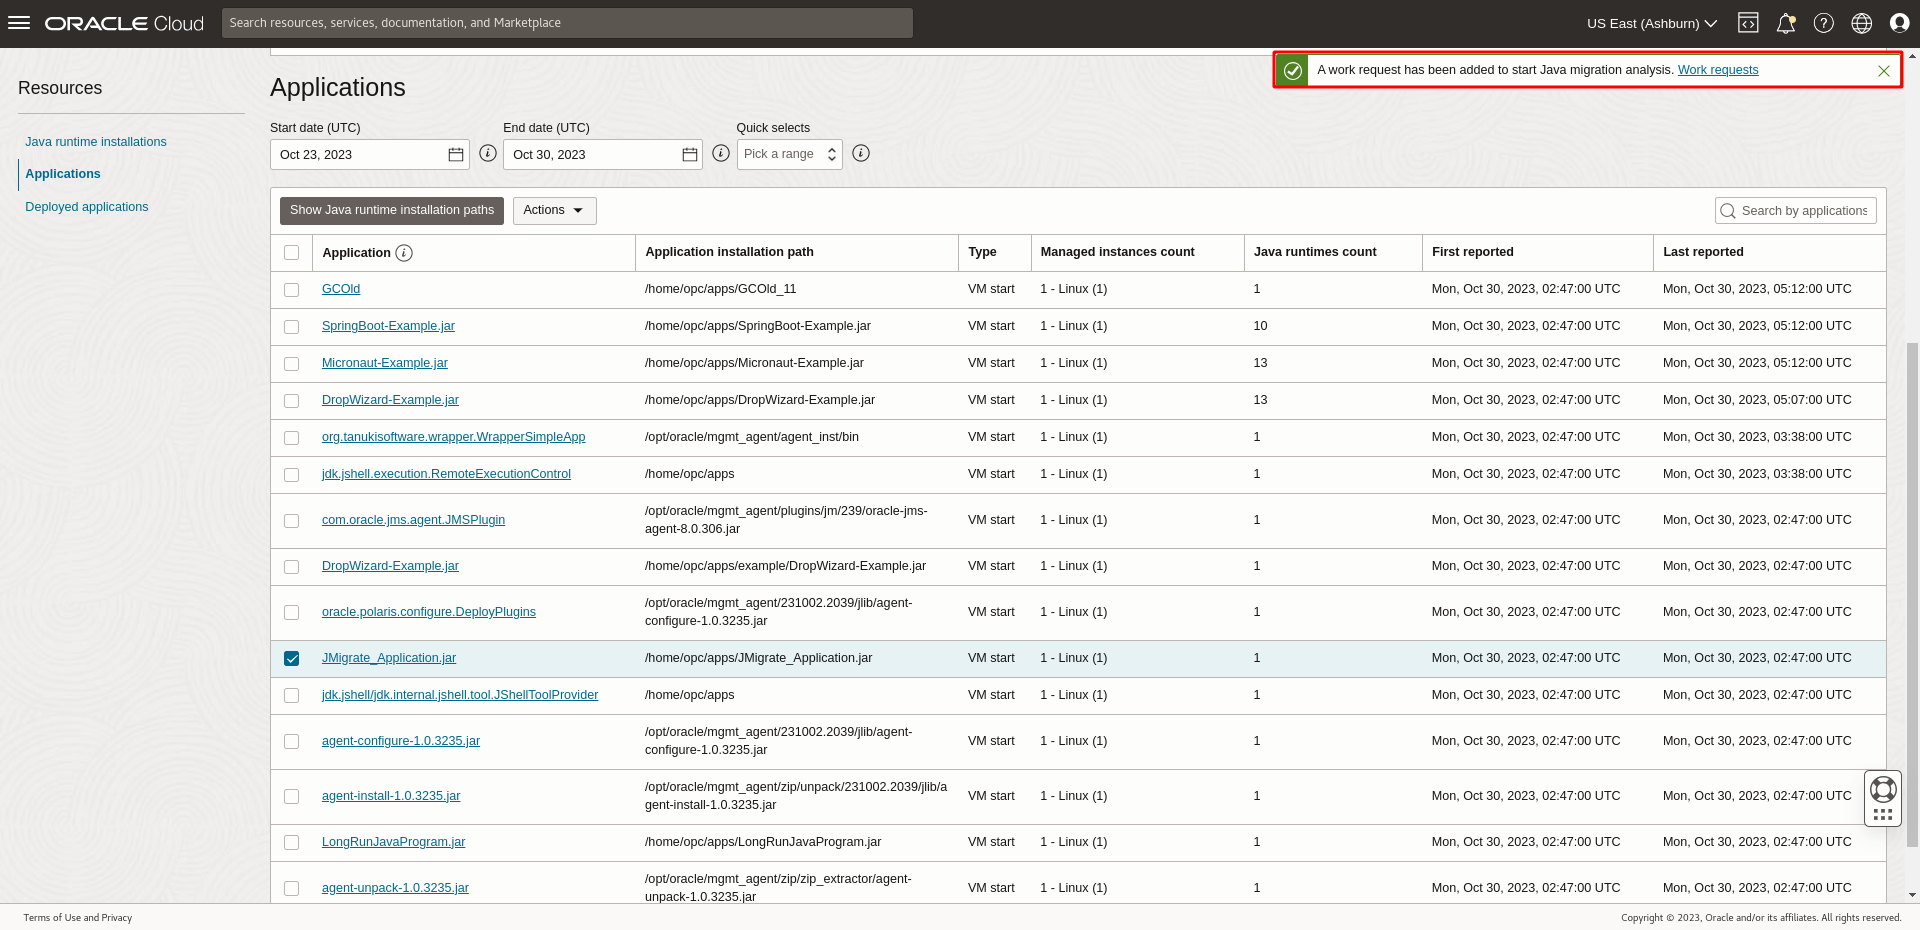 ORACLE Cloud
Search resources, services, documentation, and Marketplace
US East (Ashburn)
A work request has been added to start Java migration analysis. Work requests
Resources
Java runtime installations
Applications
Deployed applications
Applications
Start date (UTC) End date (UTC) Quick selects
Oct 23, 2023 Oct 30, 2023 Pick a range
Show Java runtime installation paths Actions Search by applications
Application Application installation path Type Managed instances count Java runtimes count First reported Last reported
GCOld /home/opc/apps/GCOld_11 VM start 1 - Linux (1) 1 Mon, Oct 30, 2023, 02:47:00 UTC Mon, Oct 30, 2023, 05:12:00 UTC
SpringBoot-Example.jar /home/opc/apps/SpringBoot-Example.jar VM start 1 - Linux (1) 10 Mon, Oct 30, 2023, 02:47:00 UTC Mon, Oct 30, 2023, 05:12:00 UTC
Micronaut-Example.jar /home/opc/apps/Micronaut-Example.jar VM start 1 - Linux (1) 13 Mon, Oct 30, 2023, 02:47:00 UTC Mon, Oct 30, 2023, 05:12:00 UTC
DropWizard-Example.jar /home/opc/apps/DropWizard-Example.jar VM start 1 - Linux (1) 13 Mon, Oct 30, 2023, 02:47:00 UTC Mon, Oct 30, 2023, 05:07:00 UTC
org.tanukisoftware.wrapper.WrapperSimpleApp /opt/oracle/mgmt_agent/agent_inst/bin VM start 1 - Linux (1) 1 Mon, Oct 30, 2023, 02:47:00 UTC Mon, Oct 30, 2023, 03:38:00 UTC
jdk.jshell.execution.RemoteExecutionControl /home/opc/apps VM start 1 - Linux (1) 1 Mon, Oct 30, 2023, 02:47:00 UTC Mon, Oct 30, 2023, 03:38:00 UTC
com.oracle.jms.agent.JMSPlugin /opt/oracle/mgmt_agent/plugins/jm/239/oracle-jms-
agent-8.0.306.jar VM start 1 - Linux (1) 1 Mon, Oct 30, 2023, 02:47:00 UTC Mon, Oct 30, 2023, 02:47:00 UTC
DropWizard-Example.jar /home/opc/apps/example/DropWizard-Example.jar VM start 1 - Linux (1) 1 Mon, Oct 30, 2023, 02:47:00 UTC Mon, Oct 30, 2023, 02:47:00 UTC
oracle.polaris.configure.DeployPlugins /opt/oracle/mgmt_agent/231002.2039/jlib/agent-
configure-1.0.3235.jar VM start 1 - Linux (1) 1 Mon, Oct 30, 2023, 02:47:00 UTC Mon, Oct 30, 2023, 02:47:00 UTC
JMigrate_Application.jar /home/opc/apps/JMigrate_Application.jar VM start 1 - Linux (1) 1 Mon, Oct 30, 2023, 02:47:00 UTC Mon, Oct 30, 2023, 02:47:00 UTC
jdk.jshell/jdk.internal.jshell.tool.JShellToolProvider /home/opc/apps VM start 1 - Linux (1) 1 Mon, Oct 30, 2023, 02:47:00 UTC Mon, Oct 30, 2023, 02:47:00 UTC
agent-configure-1.0.3235.jar /opt/oracle/mgmt_agent/231002.2039/jlib/agent-
configure-1.0.3235.jar VM start 1 - Linux (1) 1 Mon, Oct 30, 2023, 02:47:00 UTC Mon, Oct 30, 2023, 02:47:00 UTC
agent-install-1.0.3235.jar /opt/oracle/mgmt_agent/zip/unpack/231002.2039/jlib/a
gent-install-1.0.3235.jar VM start 1 - Linux (1) 1 Mon, Oct 30, 2023, 02:47:00 UTC Mon, Oct 30, 2023, 02:47:00 UTC
LongRunJavaProgram.jar /home/opc/apps/LongRunJavaProgram.jar VM start 1 - Linux (1) 1 Mon, Oct 30, 2023, 02:47:00 UTC Mon, Oct 30, 2023, 02:47:00 UTC
agent-unpack-1.0.3235.jar /opt/oracle/mgmt_agent/zip/zip_extractor/agent-
unpack-1.0.3235.jar VM start 1 - Linux (1) 1 Mon, Oct 30, 2023, 02:47:00 UTC Mon, Oct 30, 2023, 02:47:00 UTC
Terms of Use and Privacy Copyright © 2023, Oracle and/or its affiliates. All rights reserved.